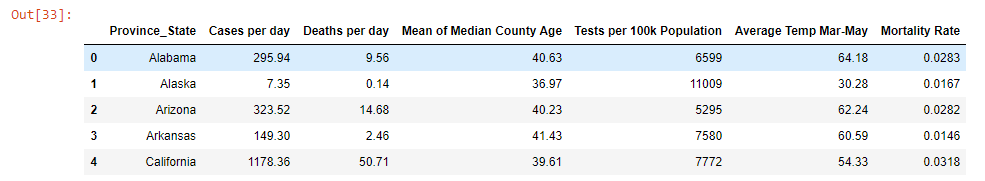 Out[33]:
Province_State Cases per day Deaths per day Mean of Median County Age Tests per 100k Population Average Temp Mar-May Mortality Rate
0 Alabama 295.94 9.56 40.63 6599 64.18 0.0283
1 Alaska 7.35 0.14 36.97 11009 30.28 0.0167
2 Arizona 323.52 14.68 40.23 5295 62.24 0.0282
3 Arkansas 149.30 2.46 41.43 7580 60.59 0.0146
4 California 1178.36 50.71 39.61 7772 54.33 0.0318